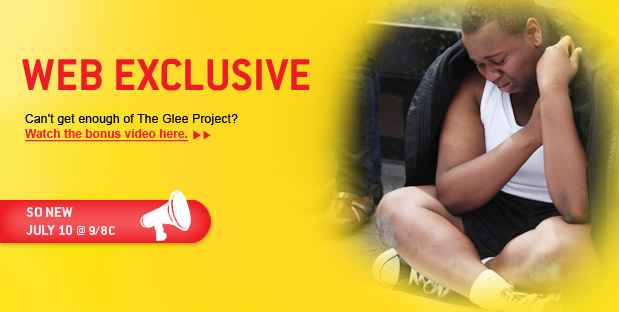 WEB EXCLUSIVE
Can't get enough of The Glee Project?
Watch the bonus video here.
SO NEW
JULY 10 @ 9/8C